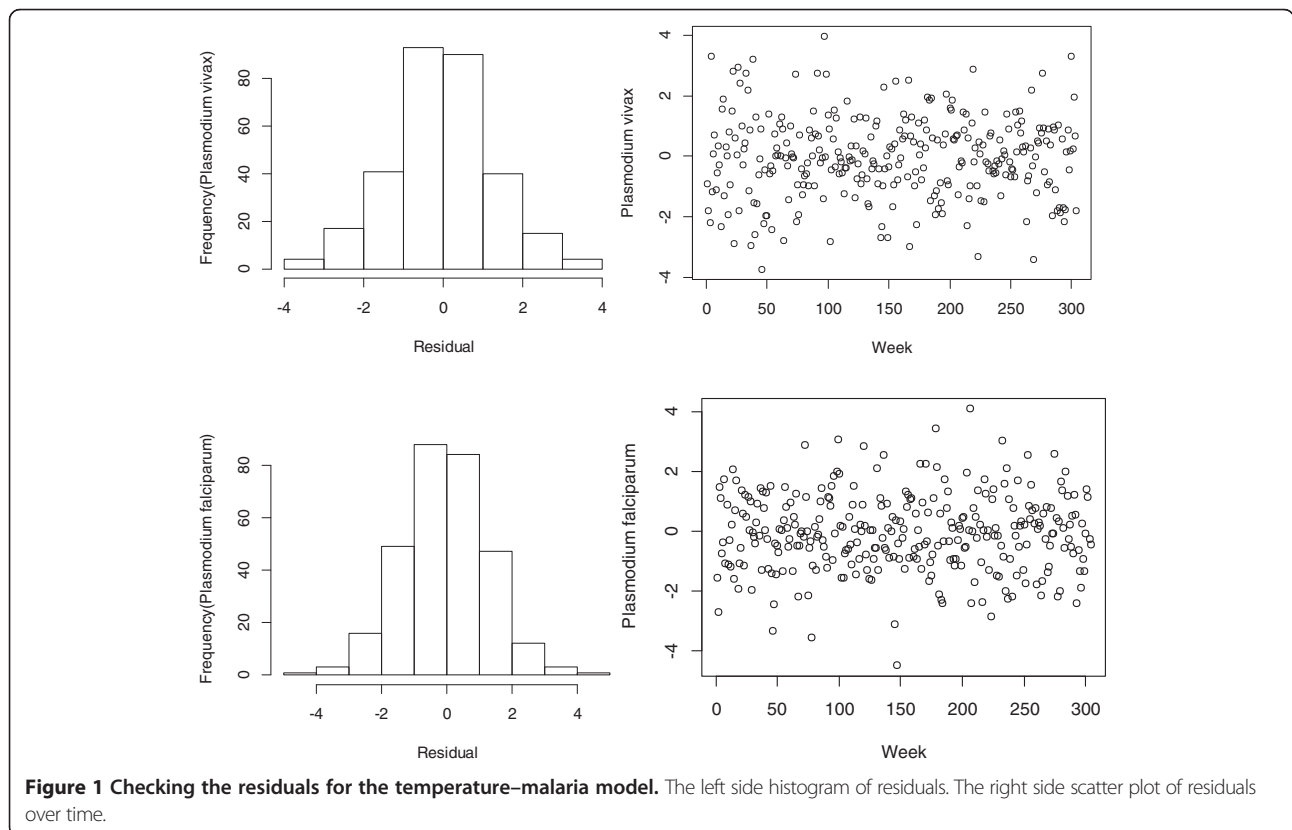 Frequency(Plasmodium vivax)
80
60
40
20
0
-4 -2 0 2 4
Residual
Plasmodium vivax
4
2
0
-2
-4
0 50 100 150 200 250 300
Week
Frequency(Plasmodium falciparum)
80
60
40
20
0
-4 -2 0 2 4
Residual
Plasmodium falciparum
4
2
0
-2
-4
0 50 100 150 200 250 300
Week
Figure 1 Checking the residuals for the temperature–malaria model. The left side histogram of residuals. The right side scatter plot of residuals
over time.